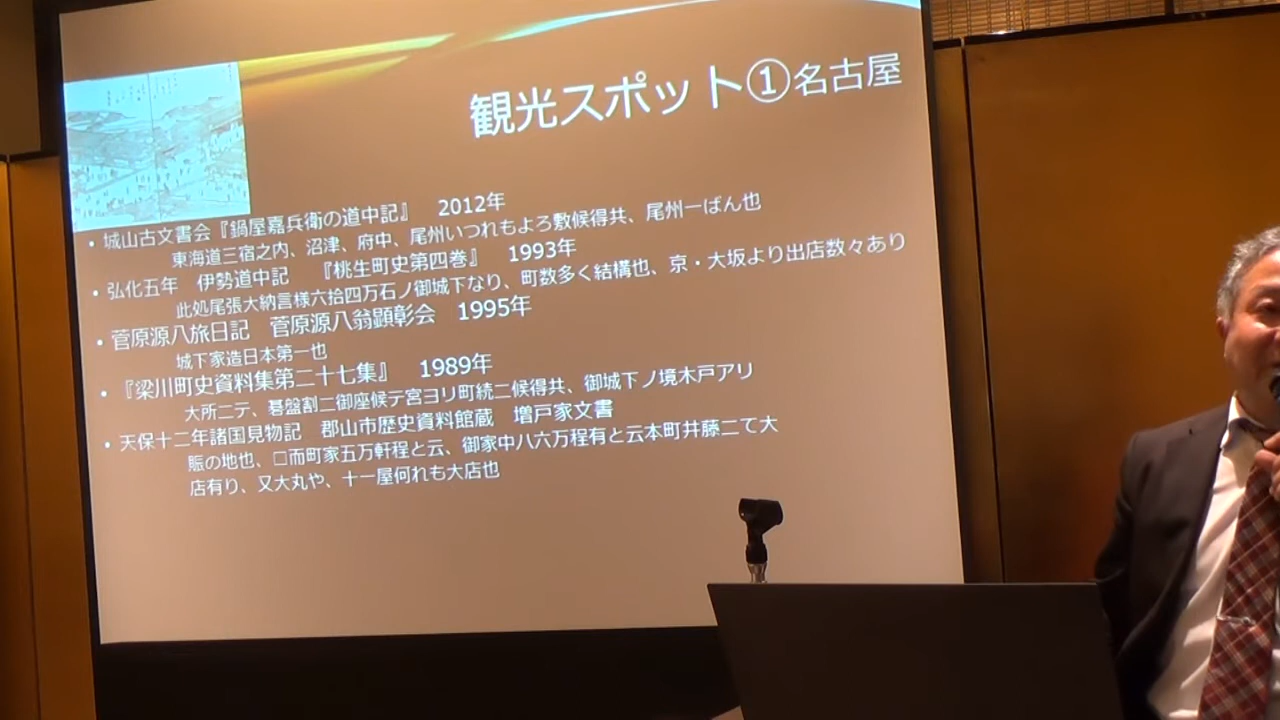 観光スポット①名古屋
・城山古文書会『鍋屋嘉兵衛の道中記』 2012年
東海道三宿之内、沼津、府中、尾州いつれもよろ敷候得共、尾州一ばん也
・弘化五年 伊勢道中記 『桃生町史第四巻』 1993年
此処尾張大納言様六拾四万石ノ御城下なり、町数多く結構也、京・大坂より出店数々あり
・菅原源八旅日記 菅原源八翁顕彰会 1995年
城下家造日本第一也
・『梁川町史資料集第二十七集』 1989年
大所ニテ、碁盤割ニ御座候テ宮ヨリ町続ニ候得共、御城下ノ境木戸アリ
・天保十二年諸国見物記 郡山市歴史資料館蔵 増戸家文書
賑の地也、□而町家五万軒程と云、御家中八六万程有と云本町井藤二て大
店有り、又大丸や、十一屋何れも大店也